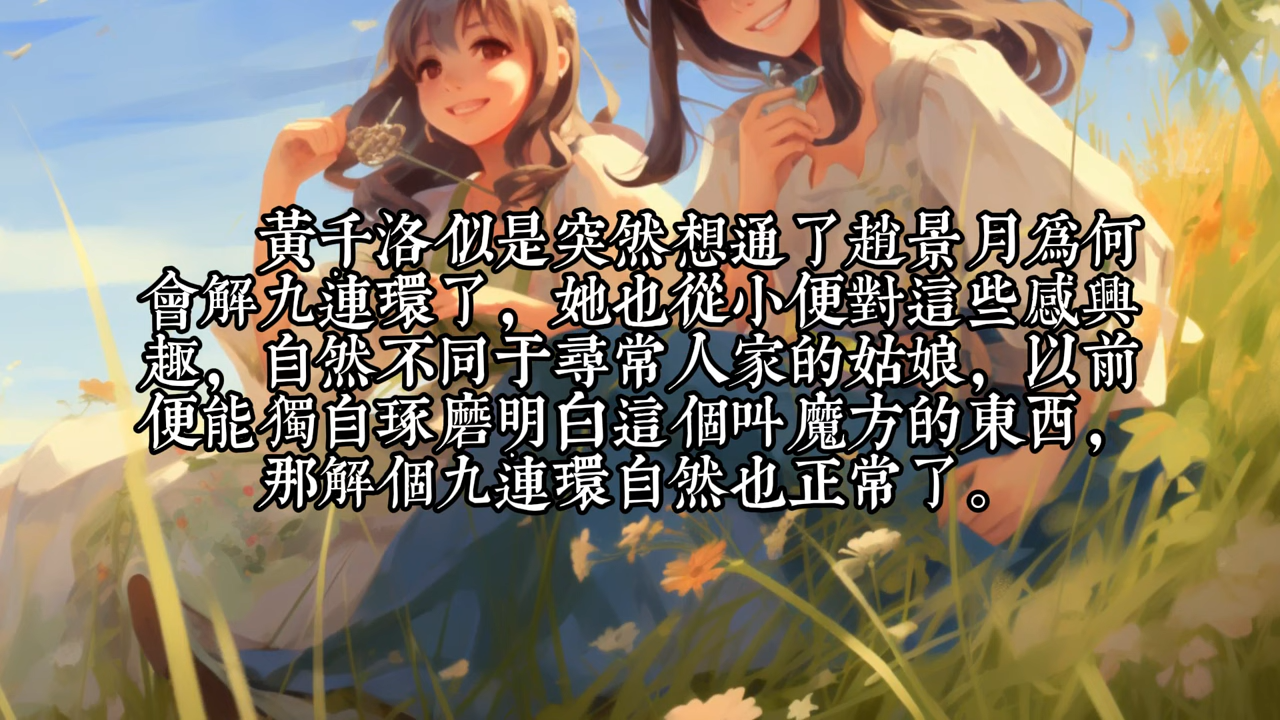 黃千洛似是突然想通了趙景月爲何
會解九連環了，她也從小便對這些感興
趣，自然不同于尋常人家的姑娘，以前
便能獨自琢磨明白這個叫魔方的東西，
那解個九連環自然也正常了。